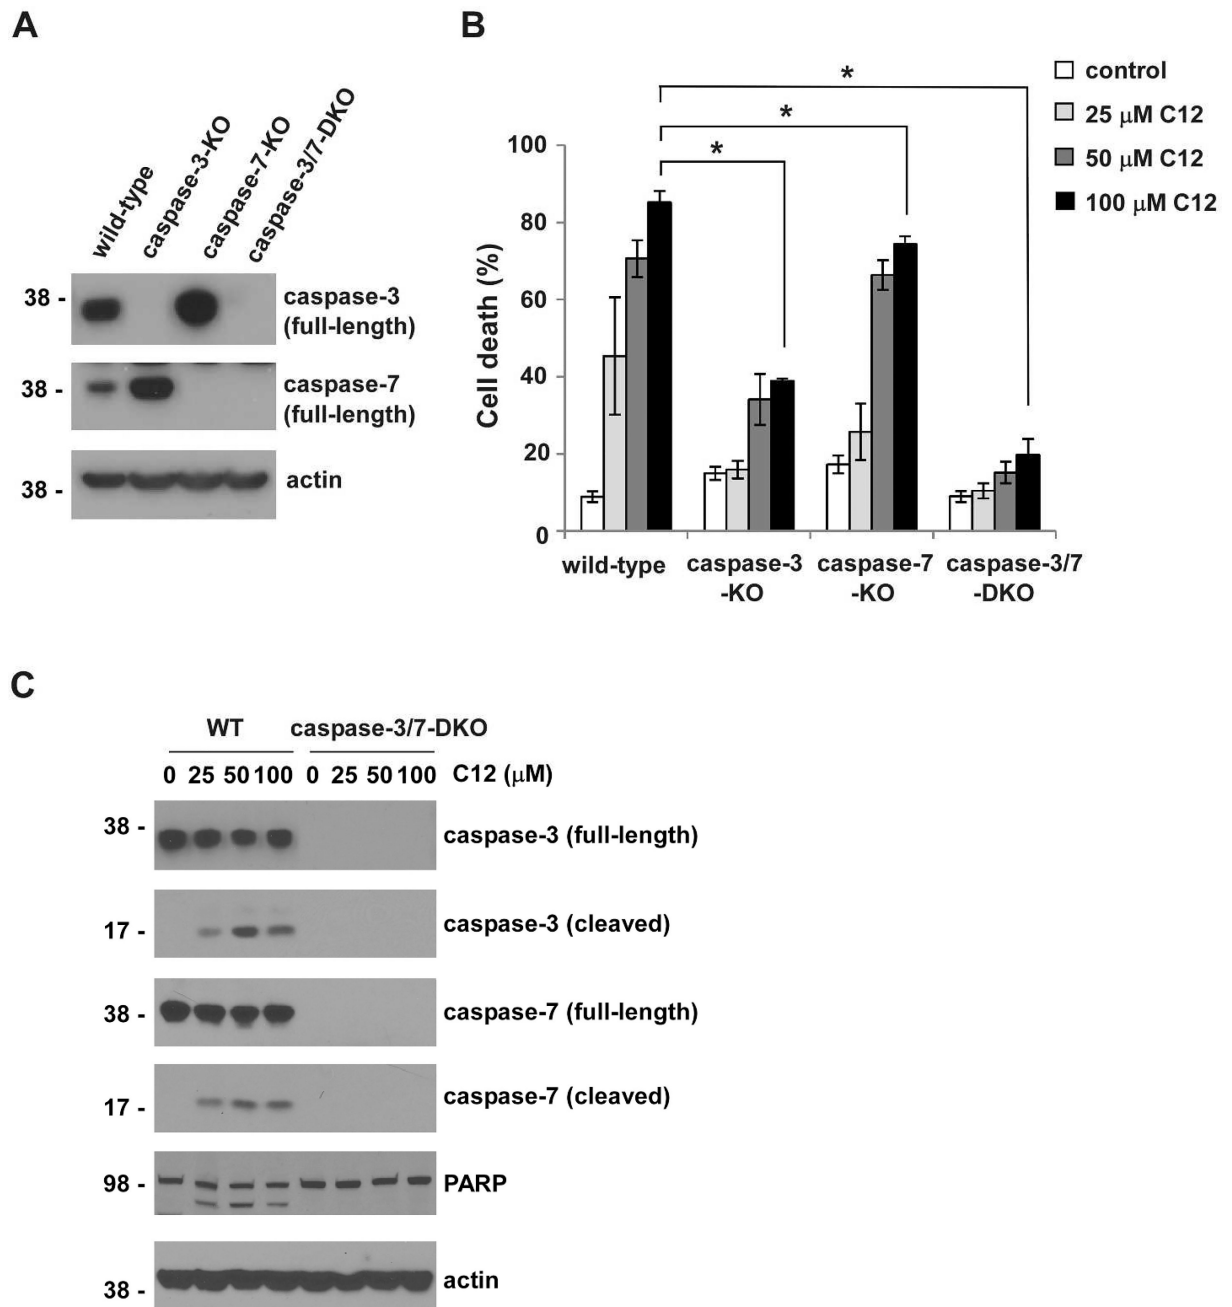 A
wild-type
caspase-3-KO
caspase-7-KO
caspase-3/7-DKO
38 -
caspase-3
(full-length)
38 -
caspase-7
(full-length)
38 -
actin
B
control
25 μM C12
50 μM C12
100 μM C12
*
*
*
Cell death (%)
100
80
60
40
20
0
wild-type
caspase-3
-KO
caspase-7
-KO
caspase-3/7
-DKO
C
WT caspase-3/7-DKO
0 25 50 100 0 25 50 100 C12 (μM)
38 - caspase-3 (full-length)
17 - caspase-3 (cleaved)
38 - caspase-7 (full-length)
17 - caspase-7 (cleaved)
98 - PARP
38 - actin